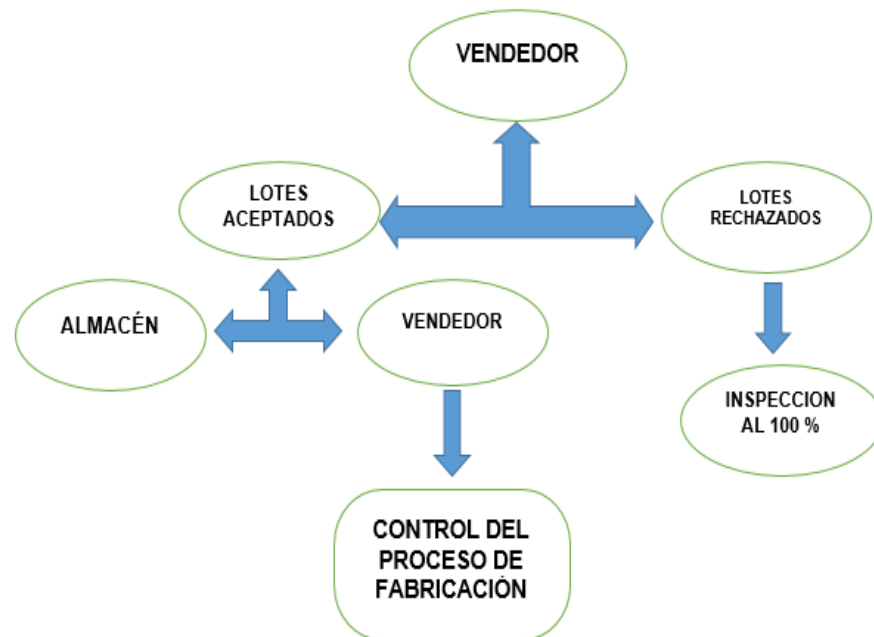 VENDEDOR
LOTES
ACEPTADOS
LOTES
RECHAZADOS
ALMACÉN
VENDEDOR
INSPECCION
AL 100 %
CONTROL DEL
PROCESO DE
FABRICACIÓN